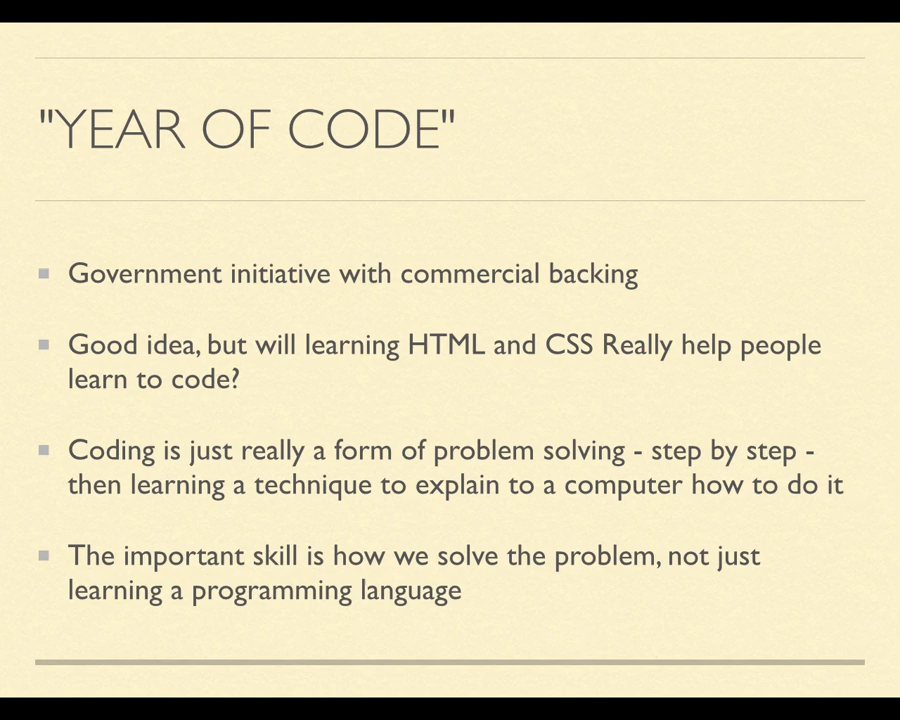 "YEAR OF CODE"
Government initiative with commercial backing
Good idea, but will learning HTML and CSS Really help people
learn to code?
Coding is just really a form of problem solving - step by step -
then learning a technique to explain to a computer how to do it
The important skill is how we solve the problem, not just
learning a programming language